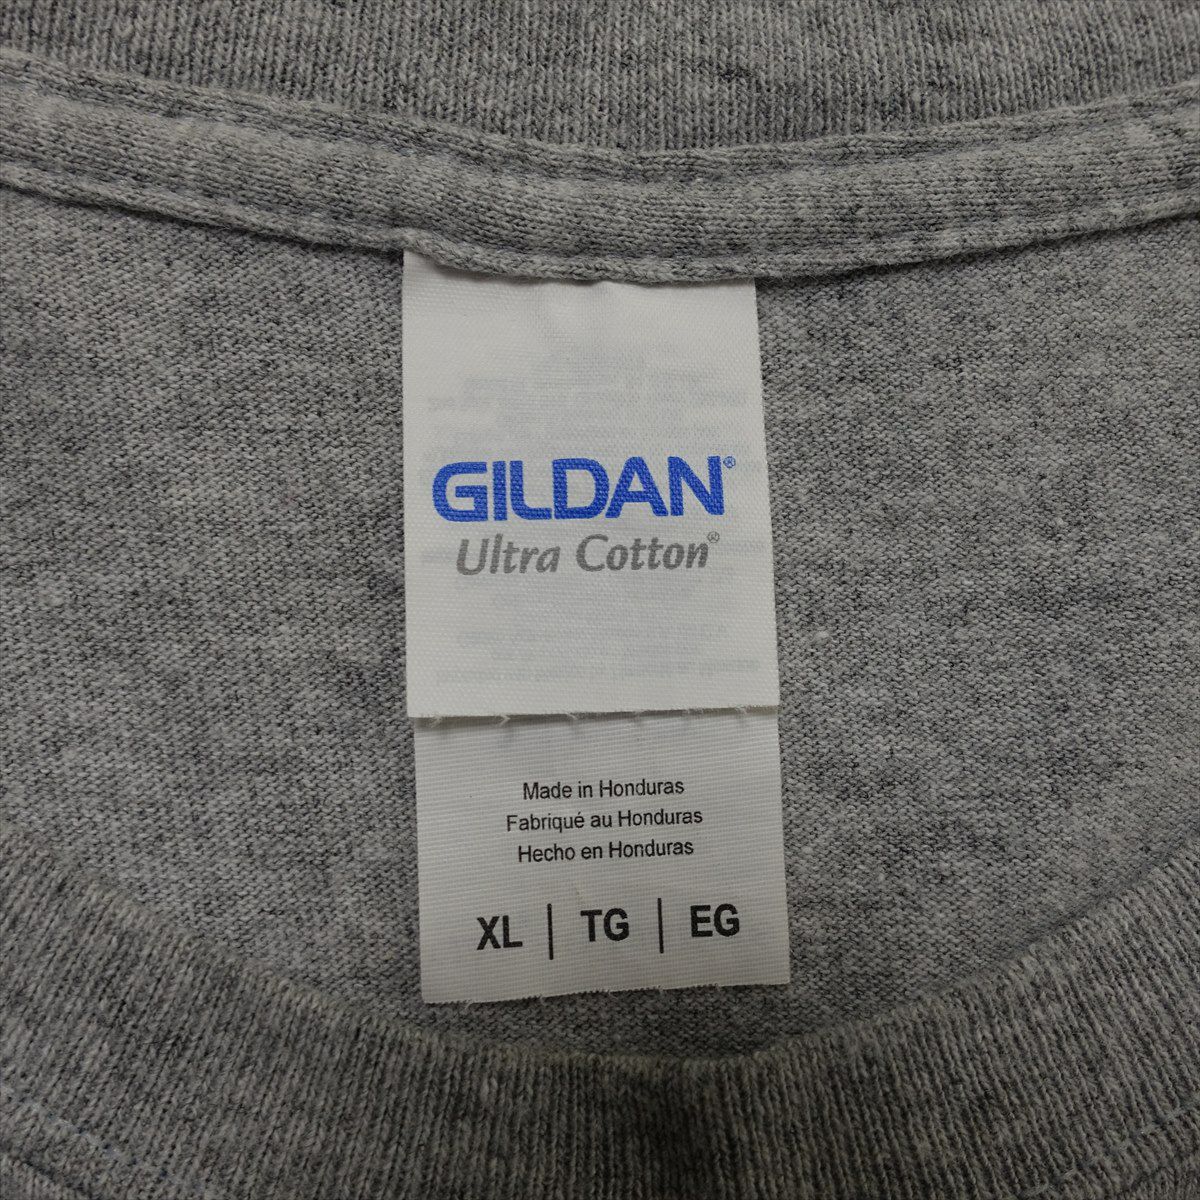 GILDAN®
Ultra Cotton®
Made in Honduras
Fabriqué au Honduras
Hecho en Honduras
XL | TG | EG